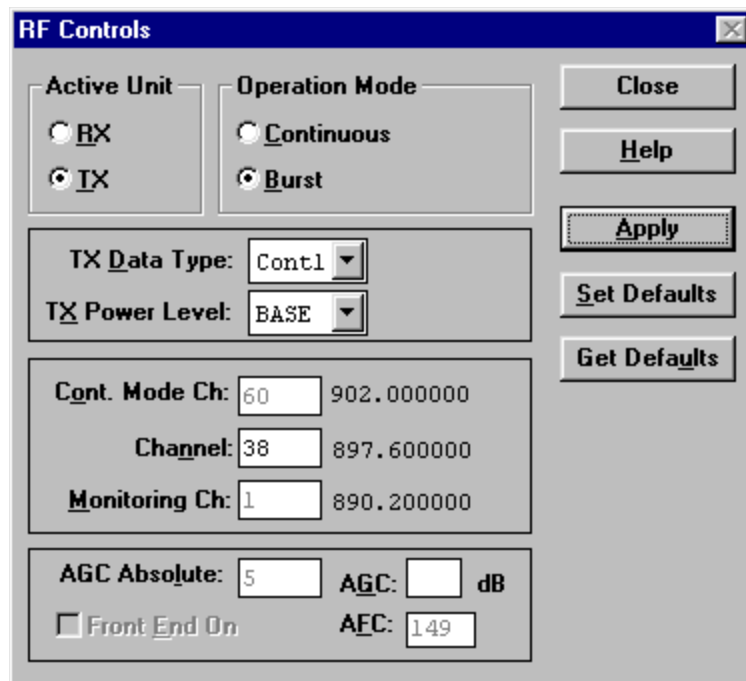 RF Controls
Active Unit
RX
TX
Operation Mode
Continuous
Burst
Close
Help
Apply
Set Defaults
Get Defaults
TX Data Type: Cont1
TX Power Level: BASE
Cont. Mode Ch: 60 902.000000
Channel: 38 897.600000
Monitoring Ch: 1 890.200000
AGC Absolute: 5 AGC: dB
Front End On AFC: 149